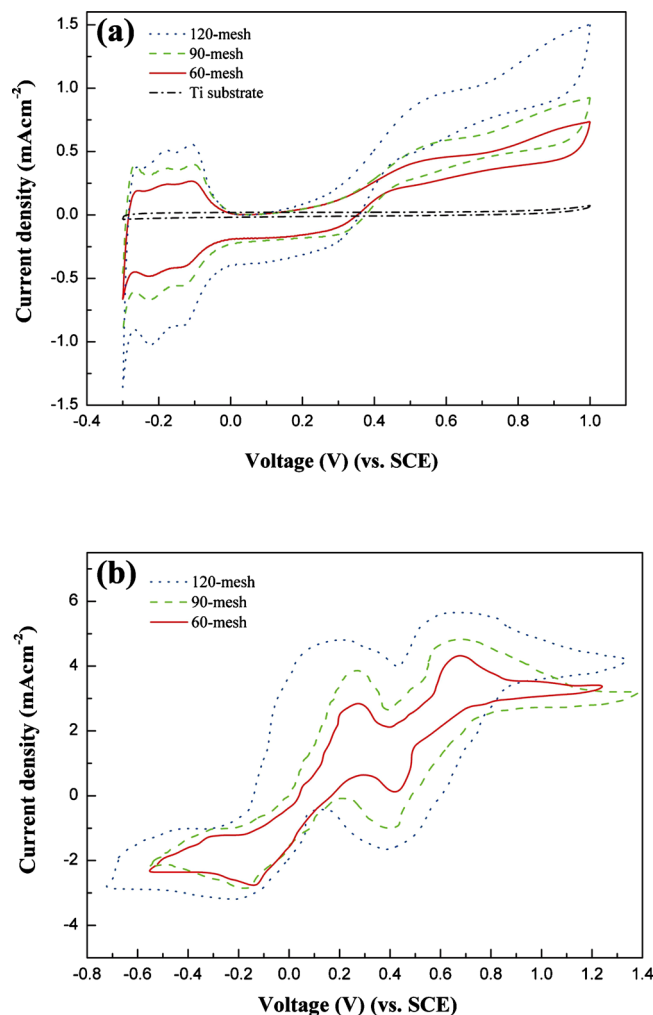 (a)
120-mesh
90-mesh
60-mesh
Ti substrate
1.5
1.0
0.5
0.0
-0.5
-1.0
-1.5
Current density (mAcm⁻²)
-0.4 -0.2 0.0 0.2 0.4 0.6 0.8 1.0
Voltage (V) (vs. SCE)
(b)
120-mesh
90-mesh
60-mesh
6
4
2
0
-2
-4
Current density (mAcm⁻²)
-0.8 -0.6 -0.4 -0.2 0.0 0.2 0.4 0.6 0.8 1.0 1.2 1.4
Voltage (V) (vs. SCE)